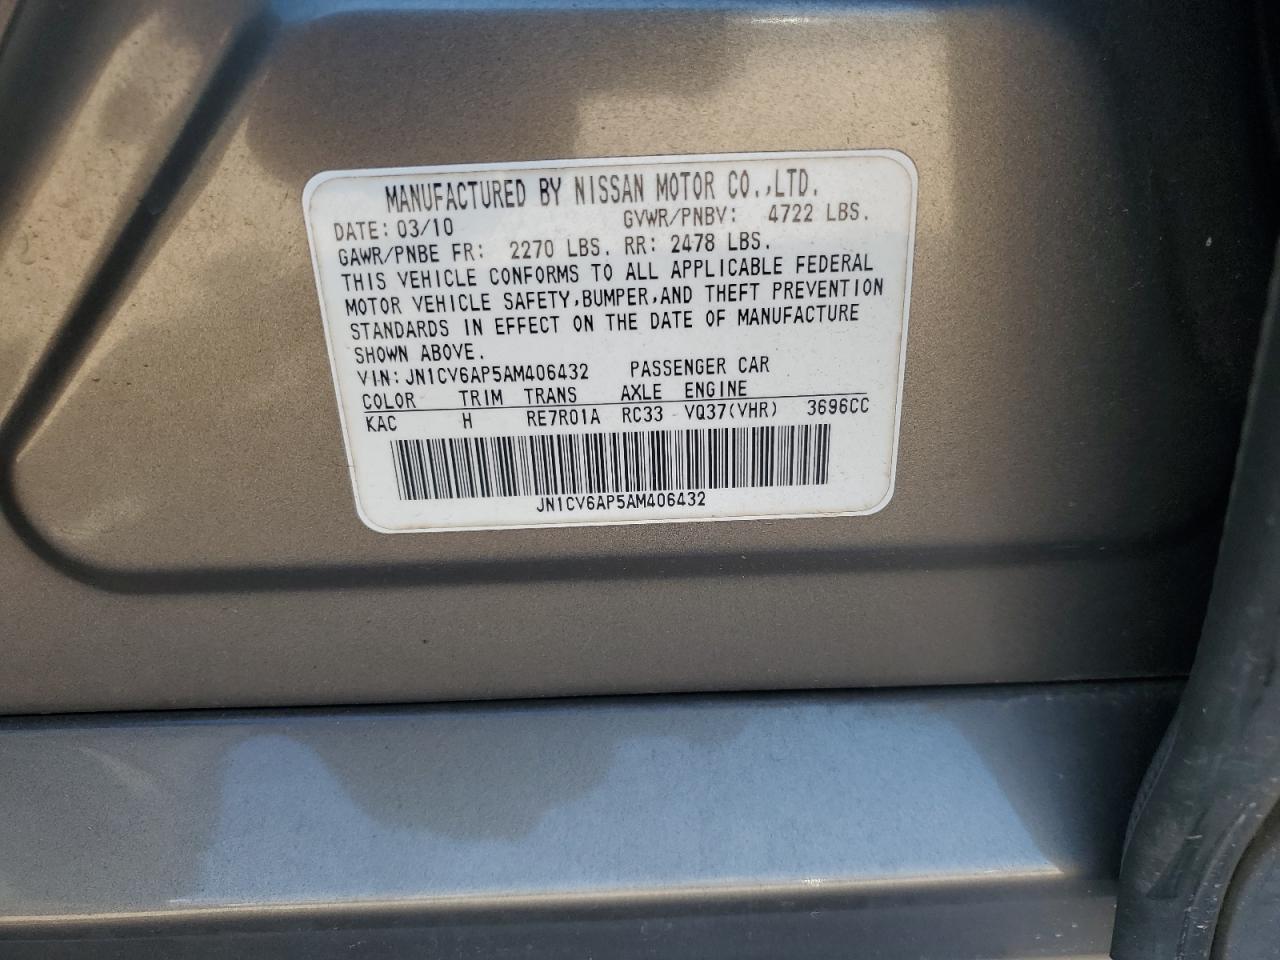 MANUFACTURED BY NISSAN MOTOR CO.,LTD.
DATE: 03/10 GVWR/PNBV: 4722 LBS.
GAWR/PNBE FR: 2270 LBS. RR: 2478 LBS.
THIS VEHICLE CONFORMS TO ALL APPLICABLE FEDERAL
MOTOR VEHICLE SAFETY,BUMPER,AND THEFT PREVENTION
STANDARDS IN EFFECT ON THE DATE OF MANUFACTURE
SHOWN ABOVE.
VIN: JN1CV6AP5AM406432 PASSENGER CAR
COLOR TRIM TRANS AXLE ENGINE
KAC H RE7R01A RC33 VQ37(VHR) 3696CC
JN1CV6AP5AM406432